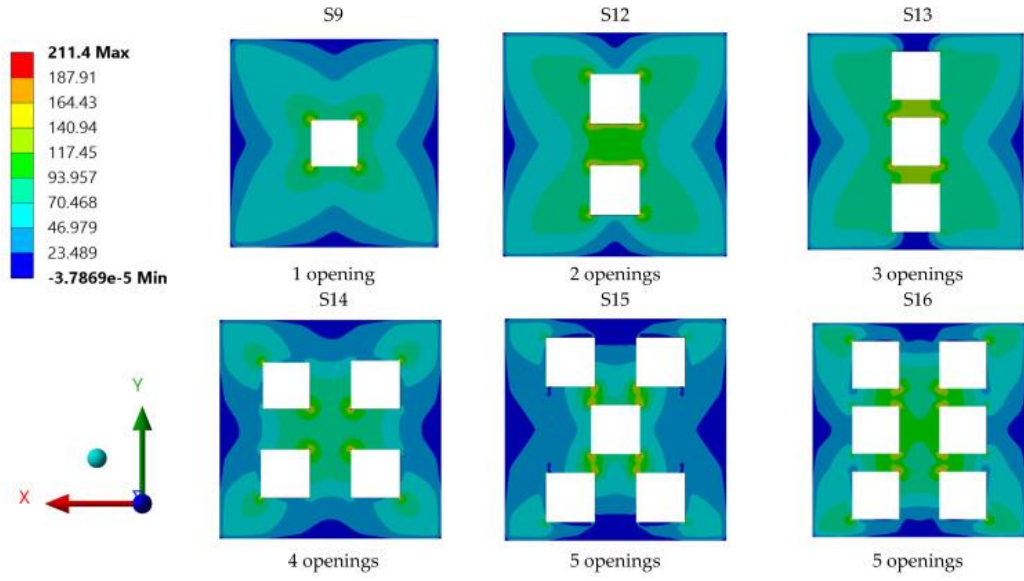 S9
S12
S13
211.4 Max
187.91
164.43
140.94
117.45
93.957
70.468
46.979
23.489
-3.7869e-5 Min
1 opening
2 openings
3 openings
S14
S15
S16
Y
X
4 openings
5 openings
5 openings